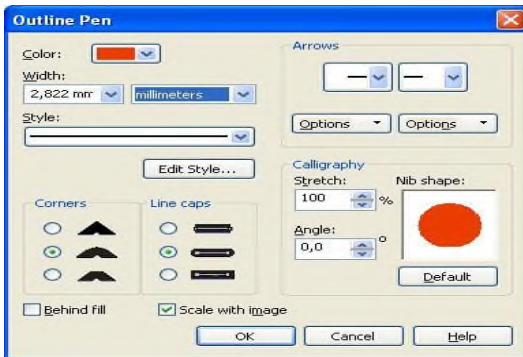 Outline Pen
Color:
Width:
2,822 mm millimeters
Style:
Edit Style...
Corners
Line caps
Behind fill
Scale with image
Arrows
Options Options
Calligraphy
Stretch:
100 %
Angle:
0,0 °
Nib shape:
Default
OK Cancel Help